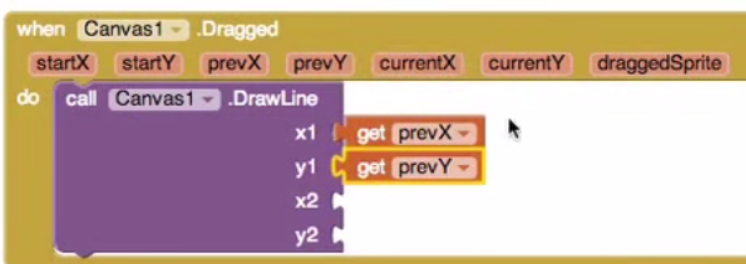 when Canvas1 .Dragged
startX startY prevX prevY currentX currentY draggedSprite
do call Canvas1 .DrawLine
x1 get prevX
y1 get prevY
x2
y2